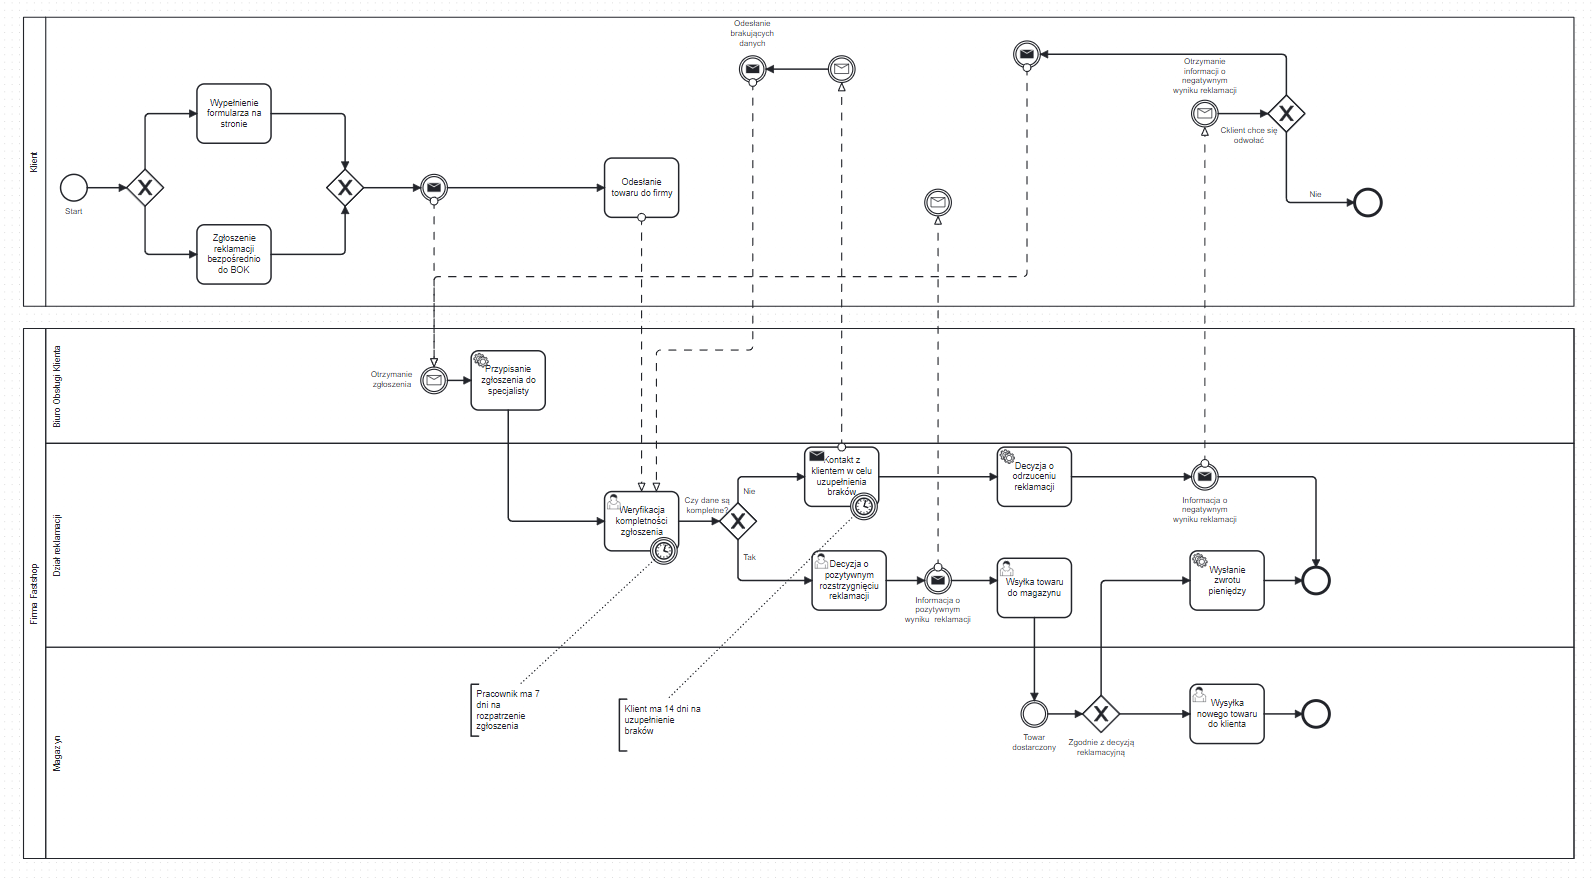 Klient
Start
Wypełnienie
formularza na
stronie
Zgłoszenie
reklamacji
bezpośrednio
do BOK
Odesłanie
towaru do firmy
Odesłanie
brakujących
danych
Otrzymanie
informacji o
negatywnym
wyniku reklamacji
Cklient chce się
odwołać
Nie
Firma Fastshop
Biuro Obsługi Klienta
Otrzymanie
zgłoszenia
Przypisanie
zgłoszenia do
specjalisty
Dział reklamacji
Weryfikacja
kompletności
zgłoszenia
Czy dane są
kompletne?
Nie
Tak
Kontakt z
klientem w celu
uzupełnienia
braków
Decyzja o
odrzuceniu
reklamacji
Informacja o
negatywnym
wyniku reklamacji
Decyzja o
pozytywnym
rozstrzygnięciu
reklamacji
Informacja o
pozytywnym
wyniku reklamacji
Wsyłka towaru
do magazynu
Wysłanie
zwrotu
pieniędzy
Magazyn
Pracownik ma 7
dni na
rozpatrzenie
zgłoszenia
Klient ma 14 dni na
uzupełnienie
braków
Towar
dostarczony
Zgodnie z decyzją
reklamacyjną
Wysyłka
nowego towaru
do klienta